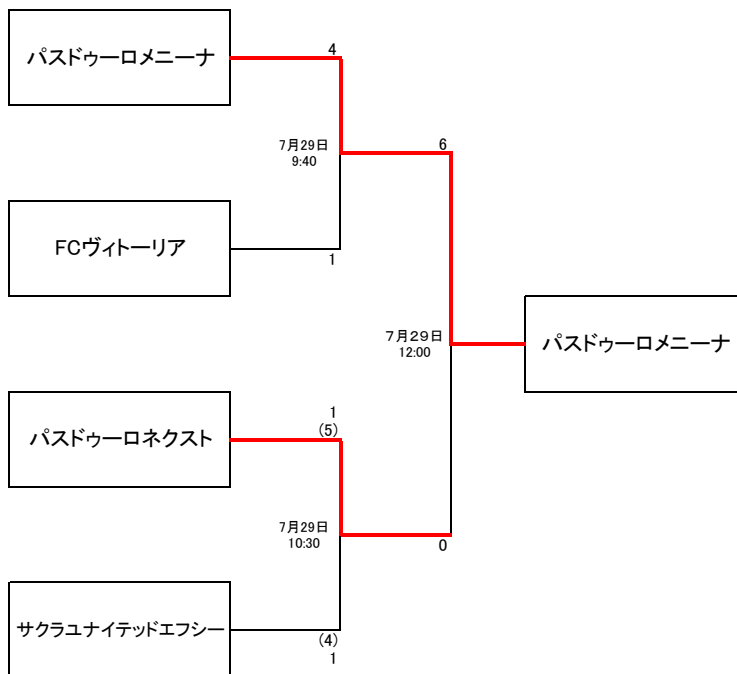 パスドゥーロメニーナ
4
7月29日
9:40
6
FCヴィトーリア
1
７月２９日
12:00
パスドゥーロメニーナ
1
(5)
パスドゥーロネクスト
7月29日
10:30
0
サクラユナイテッドエフシー
(4)
1